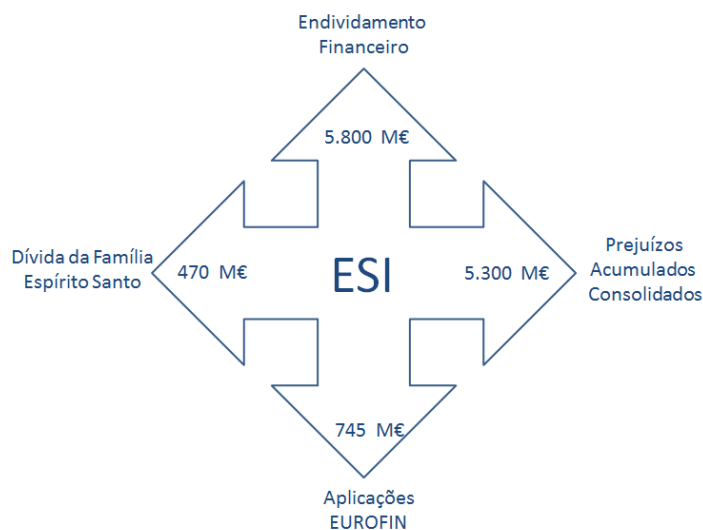 Endividamento
Financeiro
5.800 M€
Dívida da Família
Espírito Santo
470 M€
ESI
5.300 M€
Prejuízos
Acumulados
Consolidados
745 M€
Aplicações
EUROFIN